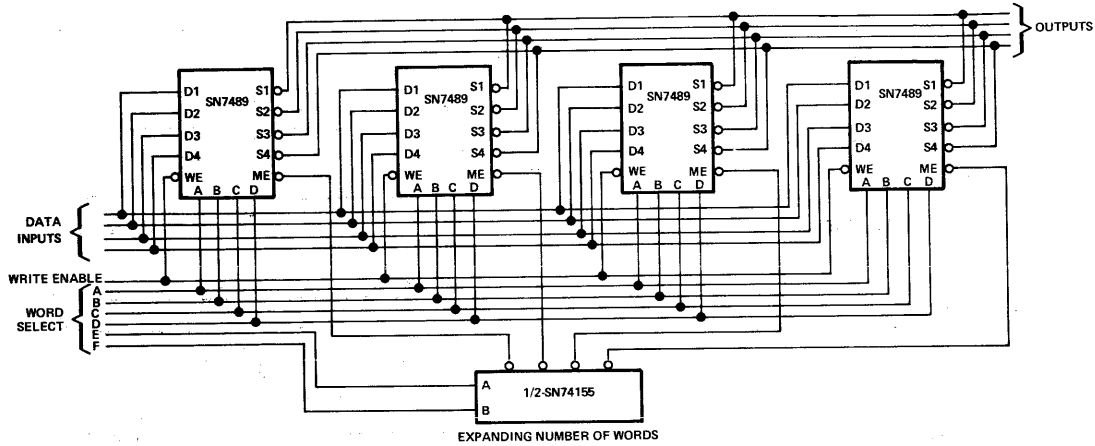 OUTPUTS
SN7489 D1 D2 D3 D4 WE S1 S2 S3 S4 ME A B C D
SN7489 D1 D2 D3 D4 WE S1 S2 S3 S4 ME A B C D
SN7489 D1 D2 D3 D4 WE S1 S2 S3 S4 ME A B C D
SN7489 D1 D2 D3 D4 WE S1 S2 S3 S4 ME A B C D
DATA
INPUTS
WRITE ENABLE
WORD
SELECT
A
B
C
D
E
F
A
B
1/2-SN74155
EXPANDING NUMBER OF WORDS